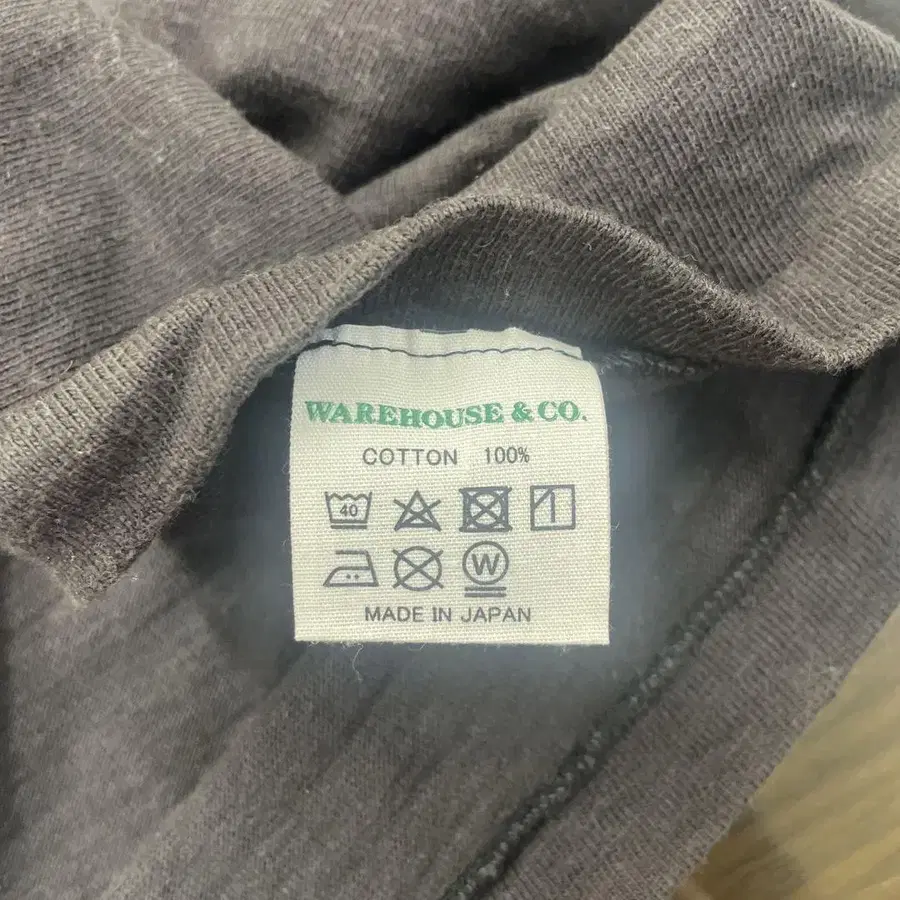 WAREHOUSE & CO.
COTTON 100%
40
W
MADE IN JAPAN